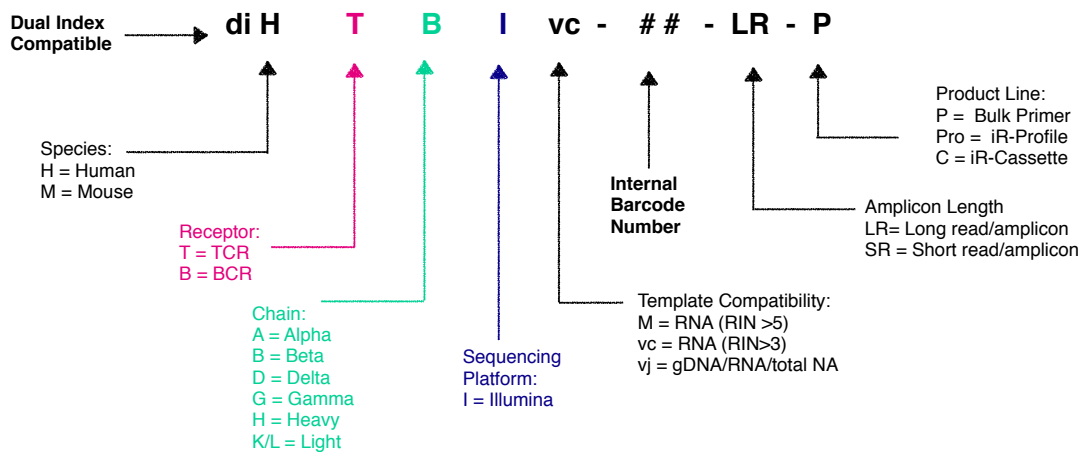 Dual Index
Compatible
di H T B I vc - # # - LR - P
Product Line:
P = Bulk Primer
Pro = iR-Profile
C = iR-Cassette
Species:
H = Human
M = Mouse
Internal
Barcode
Number
Amplicon Length
LR= Long read/amplicon
SR = Short read/amplicon
Receptor:
T = TCR
B = BCR
Template Compatibility:
M = RNA (RIN >5)
vc = RNA (RIN>3)
vj = gDNA/RNA/total NA
Chain:
A = Alpha
B = Beta
D = Delta
G = Gamma
H = Heavy
K/L = Light
Sequencing
Platform:
I = Illumina